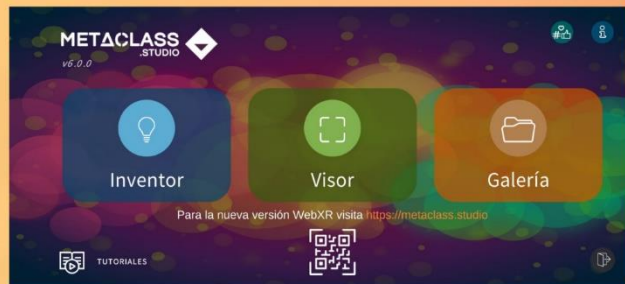 METACLASS
.STUDIO
v6.0.0
Inventor
Visor
Galería
Para la nueva versión WebXR visita https://metaclass.studio
TUTORIALES